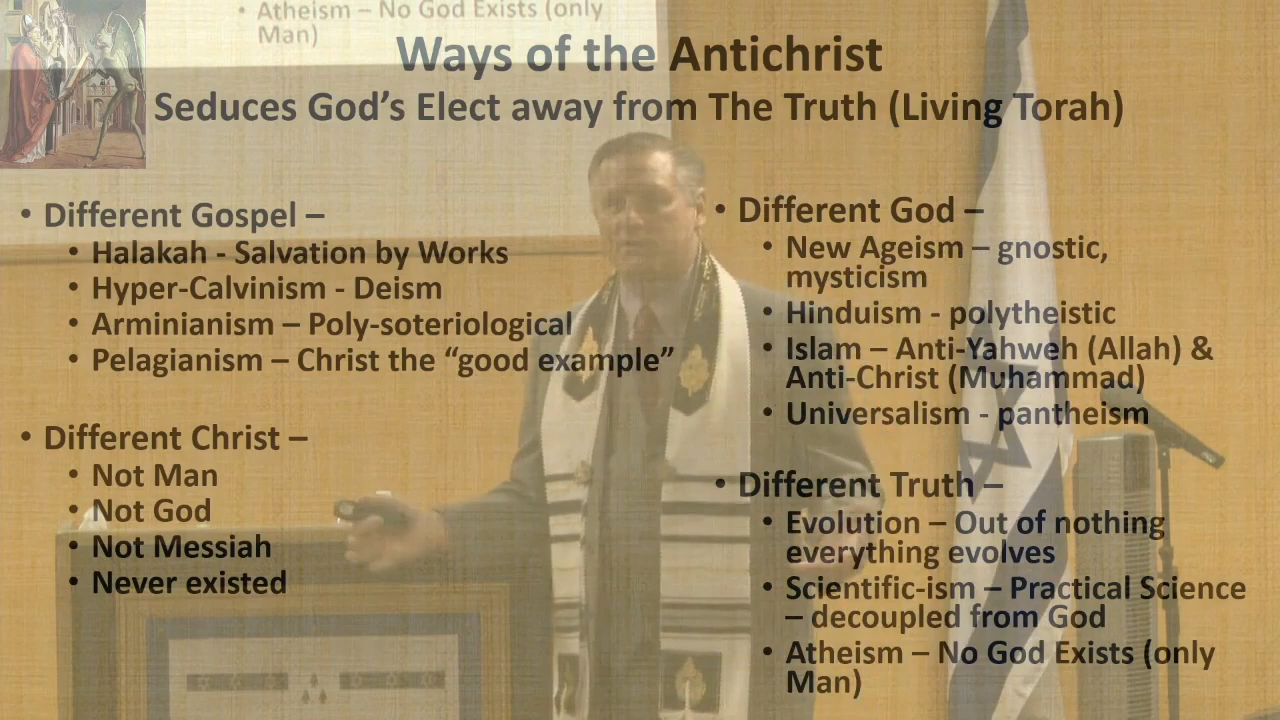 • Atheism – No God Exists (only
Man)
Ways of the Antichrist
Seduces God’s Elect away from The Truth (Living Torah)
• Different Gospel –
• Halakah - Salvation by Works
• Hyper-Calvinism - Deism
• Arminianism – Poly-soteriological
• Pelagianism – Christ the “good example”
• Different Christ –
• Not Man
• Not God
• Not Messiah
• Never existed
• Different God –
• New Ageism – gnostic,
mysticism
• Hinduism - polytheistic
• Islam – Anti-Yahweh (Allah) &
Anti-Christ (Muhammad)
• Universalism - pantheism
• Different Truth –
• Evolution – Out of nothing
everything evolves
• Scientific-ism – Practical Science
– decoupled from God
• Atheism – No God Exists (only
Man)